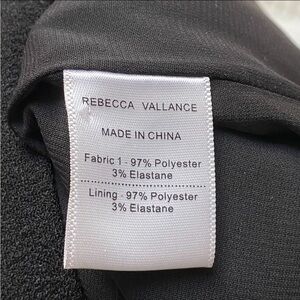 REBECCA VALLANCE
MADE IN CHINA
Fabric 1 - 97% Polyester
3% Elastane
Lining - 97% Polyester
3% Elastane